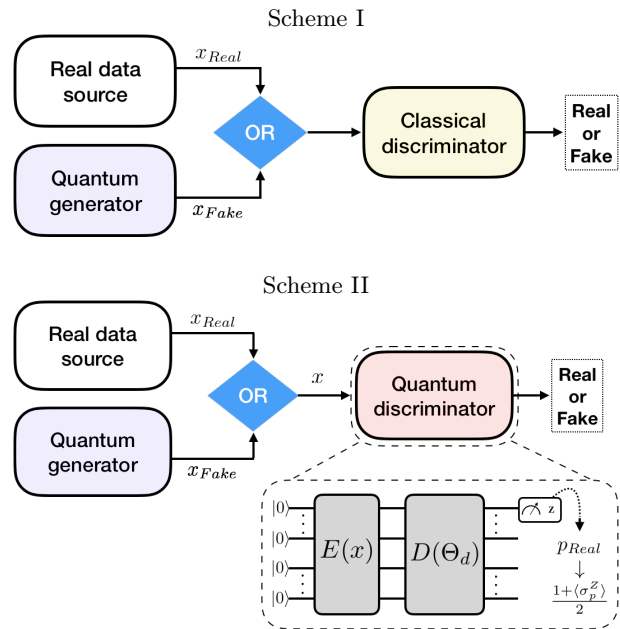 Scheme I
Real data
source
x_{Real}
OR
Quantum
generator
x_{Fake}
Classical
discriminator
Real
or
Fake
Scheme II
Real data
source
x_{Real}
OR
Quantum
generator
x_{Fake}
x
Quantum
discriminator
Real
or
Fake
|0⟩
|0⟩
|0⟩
|0⟩
E(x)
D(Θ_d)
z
p_{Real}
↓
\frac{1+⟨σ_p^Z⟩}{2}